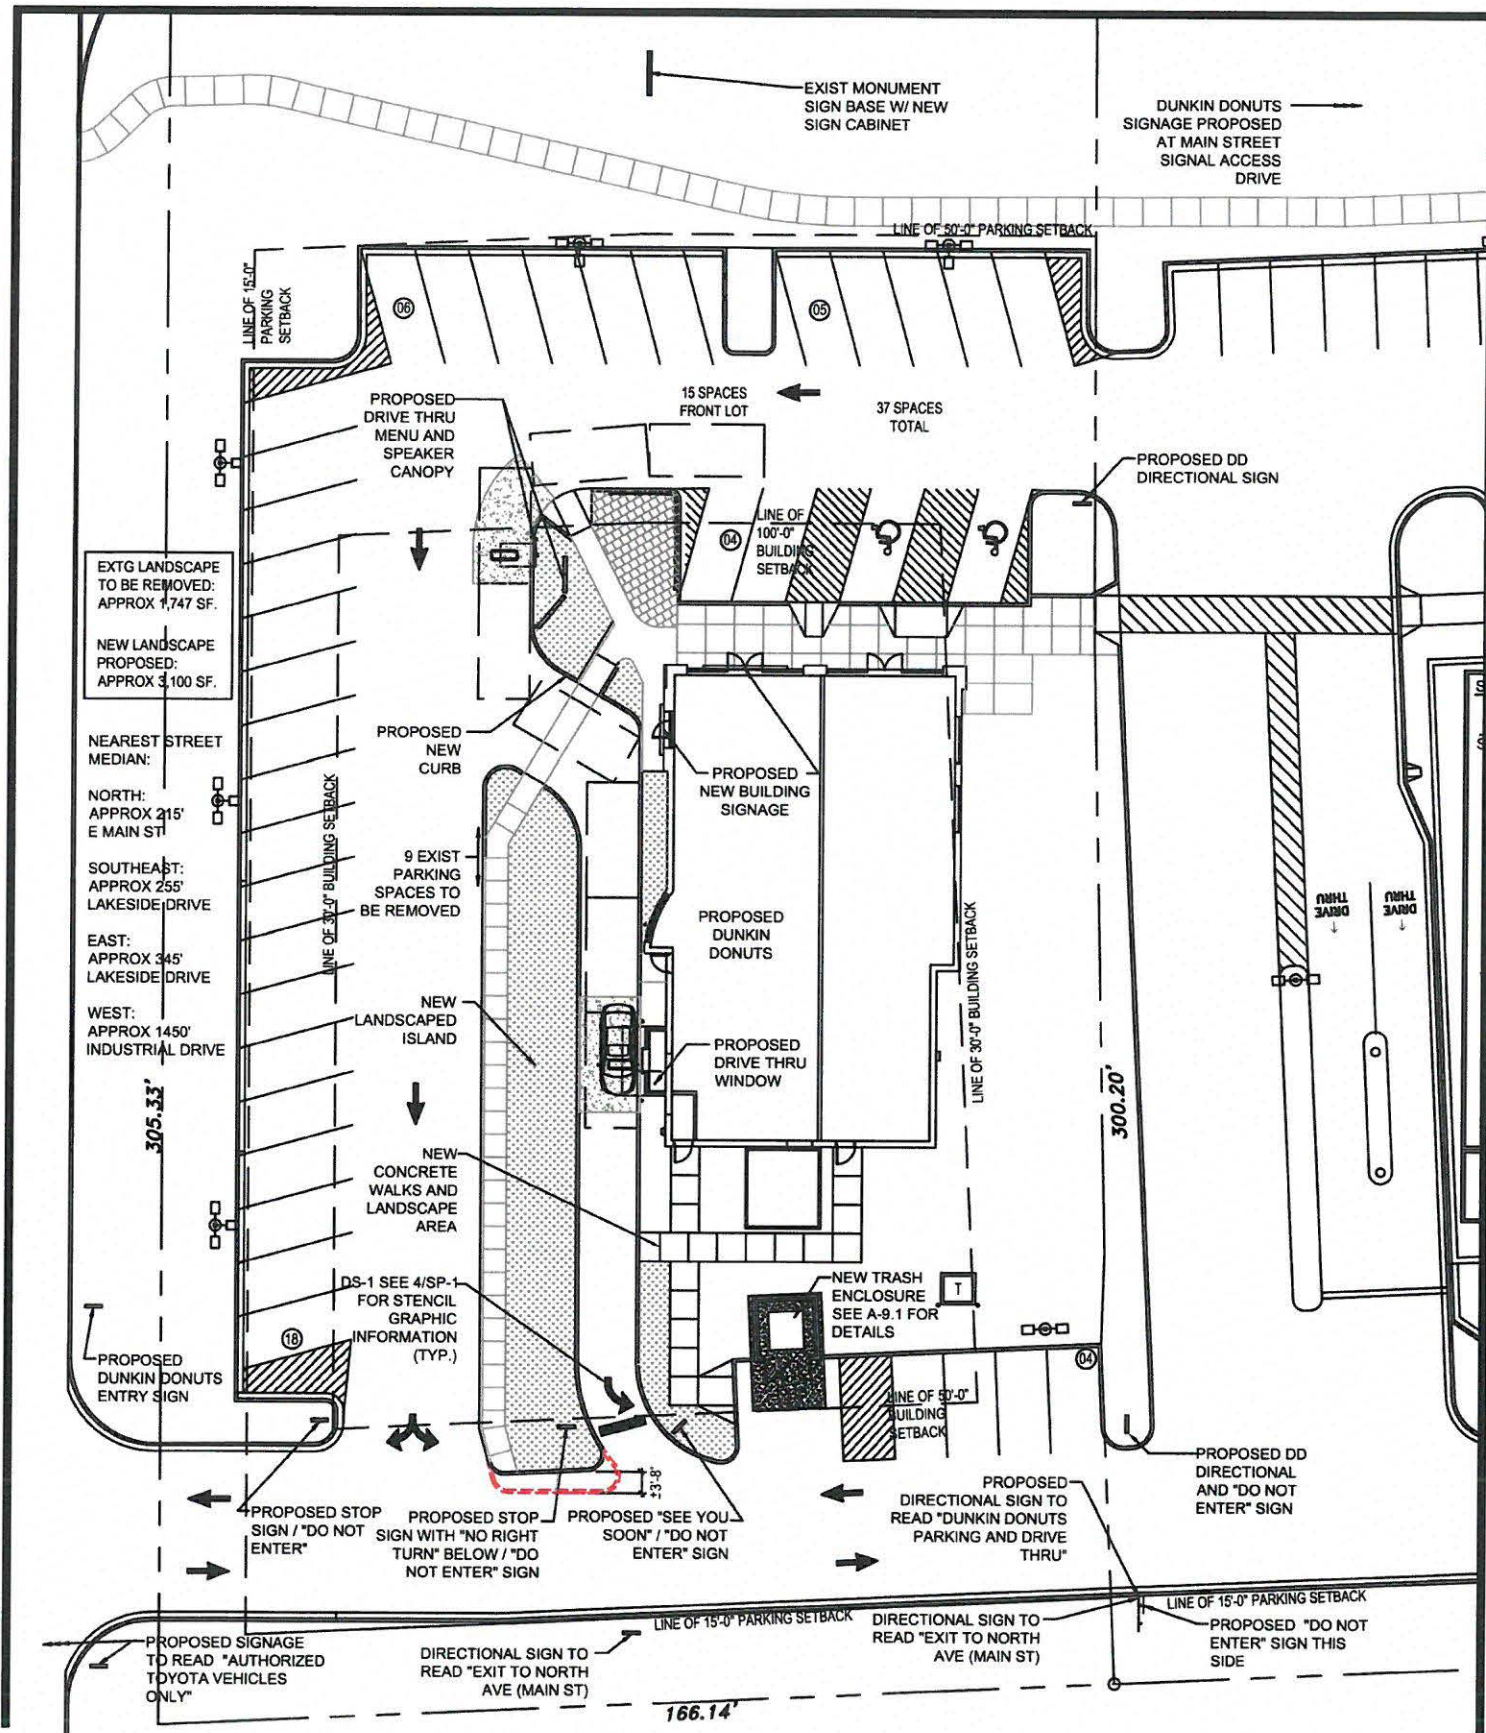 EXIST MONUMENT
SIGN BASE W/ NEW
SIGN CABINET
DUNKIN DONUTS
SIGNAGE PROPOSED
AT MAIN STREET
SIGNAL ACCESS
DRIVE
LINE OF 50'-0" PARKING SETBACK
LINE OF 15'-0"
PARKING
SETBACK
06
05
15 SPACES
FRONT LOT
37 SPACES
TOTAL
PROPOSED
DRIVE THRU
MENU AND
SPEAKER
CANOPY
PROPOSED DD
DIRECTIONAL SIGN
04
LINE OF
100'-0"
BUILDING
SETBACK
EXTG LANDSCAPE
TO BE REMOVED:
APPROX 1,747 SF.
NEW LANDSCAPE
PROPOSED:
APPROX 3,100 SF.
NEAREST STREET
MEDIAN:
NORTH:
APPROX 215'
E MAIN ST
SOUTHEAST:
APPROX 255'
LAKESIDE DRIVE
EAST:
APPROX 345'
LAKESIDE DRIVE
WEST:
APPROX 1450'
INDUSTRIAL DRIVE
305.33'
LINE OF 30'-0" BUILDING SETBACK
PROPOSED
NEW
CURB
PROPOSED
NEW BUILDING
SIGNAGE
9 EXIST
PARKING
SPACES TO
BE REMOVED
PROPOSED
DUNKIN
DONUTS
DRIVE
THRU
DRIVE
THRU
NEW
LANDSCAPED
ISLAND
PROPOSED
DRIVE THRU
WINDOW
LINE OF 30'-0" BUILDING SETBACK
300.20'
NEW
CONCRETE
WALKS AND
LANDSCAPE
AREA
DS-1 SEE 4/SP-1
FOR STENCIL
GRAPHIC
INFORMATION
(TYP.)
NEW TRASH
ENCLOSURE
SEE A-9.1 FOR
DETAILS
T
18
04
PROPOSED
DUNKIN DONUTS
ENTRY SIGN
LINE OF 50'-0"
BUILDING
SETBACK
PROPOSED DD
DIRECTIONAL
AND "DO NOT
ENTER" SIGN
±3'-8"
PROPOSED STOP
SIGN / "DO NOT
ENTER"
PROPOSED STOP
SIGN WITH "NO RIGHT
TURN" BELOW / "DO
NOT ENTER" SIGN
PROPOSED "SEE YOU
SOON" / "DO NOT
ENTER" SIGN
PROPOSED
DIRECTIONAL SIGN TO
READ "DUNKIN DONUTS
PARKING AND DRIVE
THRU"
LINE OF 15'-0" PARKING SETBACK
LINE OF 15'-0" PARKING SETBACK
PROPOSED SIGNAGE
TO READ "AUTHORIZED
TOYOTA VEHICLES
ONLY"
DIRECTIONAL SIGN TO
READ "EXIT TO NORTH
AVE (MAIN ST)
DIRECTIONAL SIGN TO
READ "EXIT TO NORTH
AVE (MAIN ST)
PROPOSED "DO NOT
ENTER" SIGN THIS
SIDE
166.14'